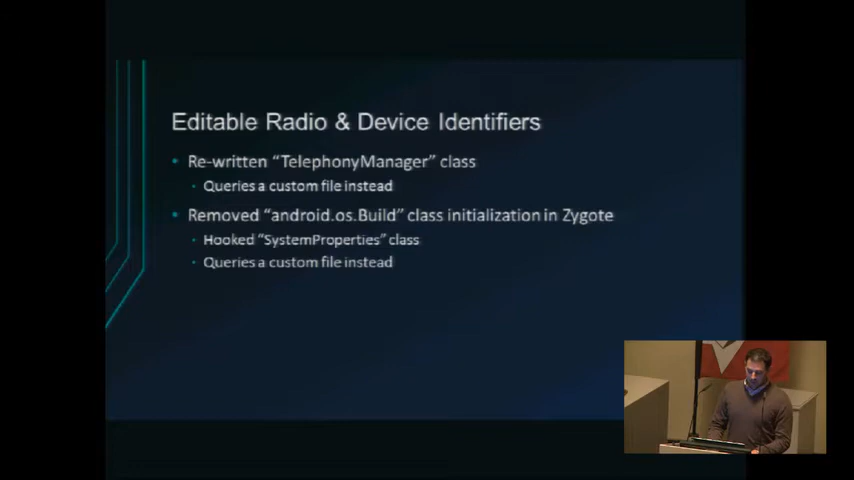 Editable Radio & Device Identifiers
Re-written “TelephonyManager” class
Queries a custom file instead
Removed “android.os.Build” class initialization in Zygote
Hooked “SystemProperties” class
Queries a custom file instead